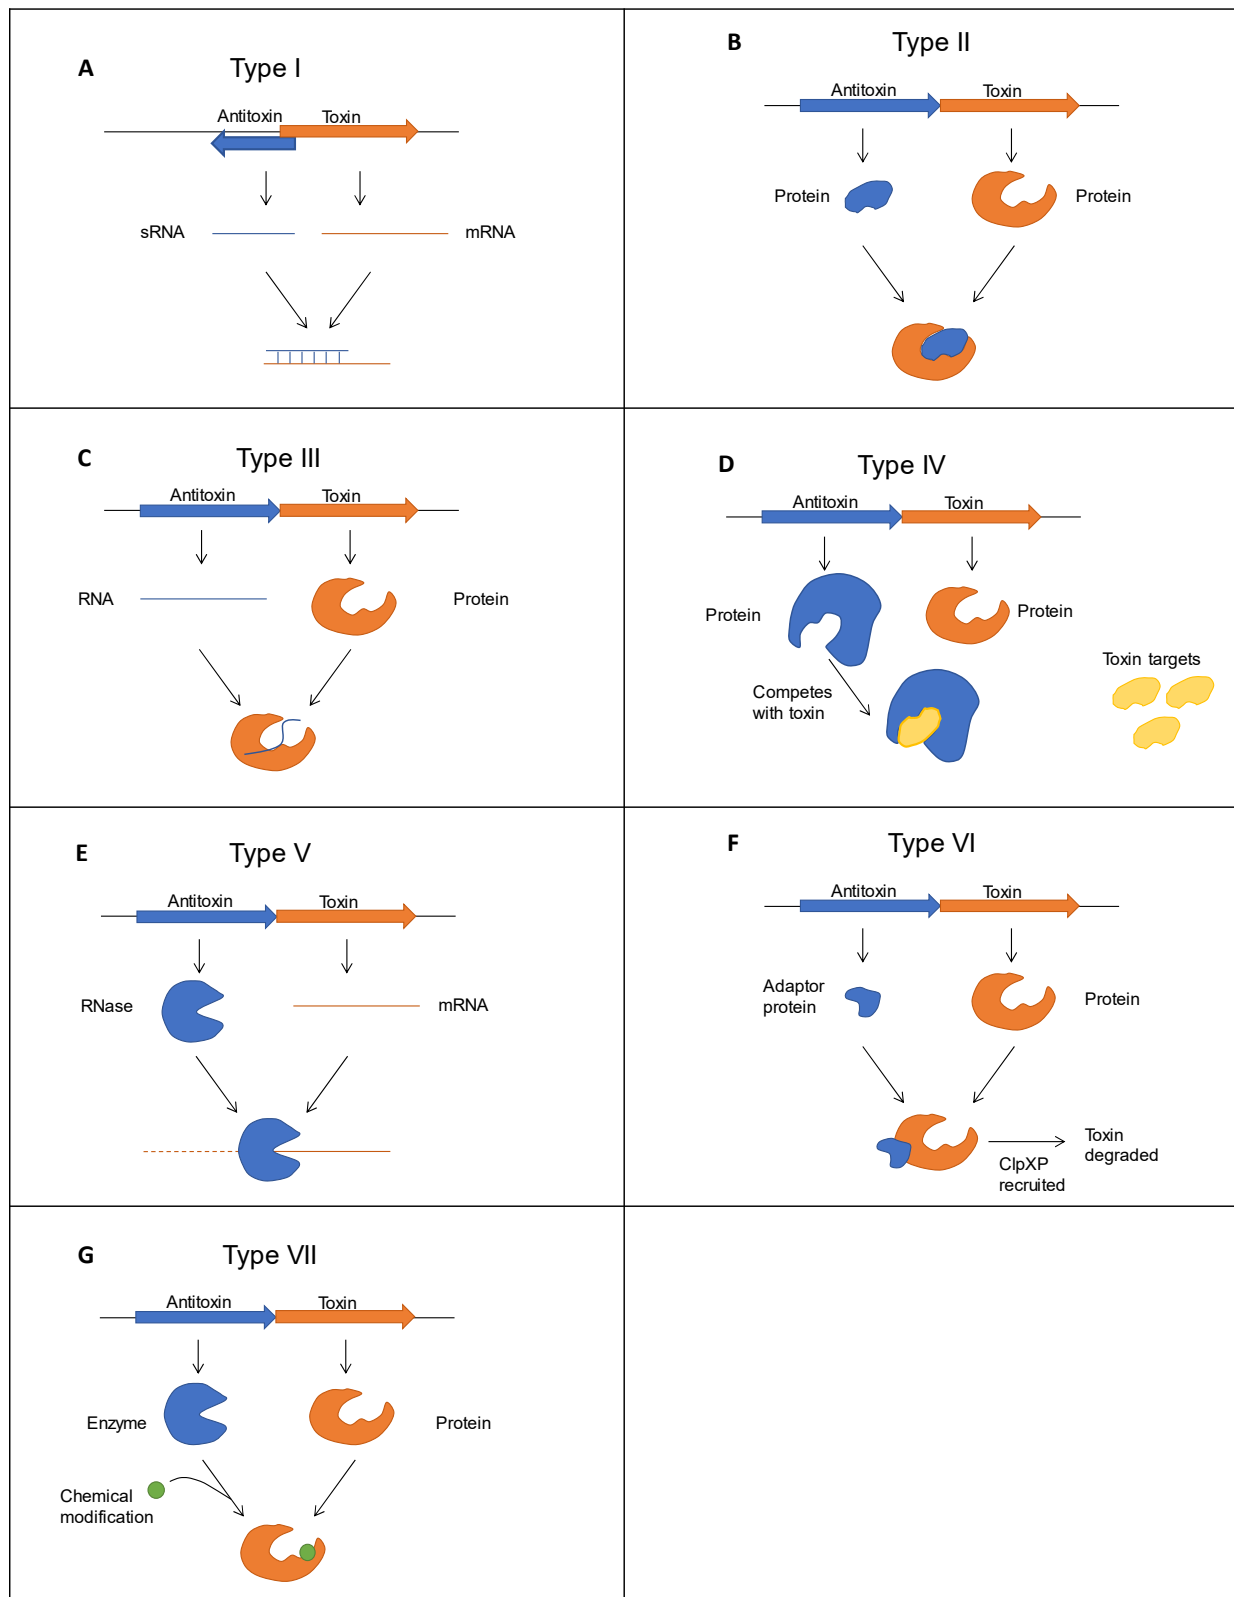 A
Type I
Antitoxin
Toxin
sRNA
mRNA
B
Type II
Antitoxin
Toxin
Protein
Protein
C
Type III
Antitoxin
Toxin
RNA
Protein
D
Type IV
Antitoxin
Toxin
Protein
Protein
Toxin targets
Competes
with toxin
E
Type V
Antitoxin
Toxin
RNase
mRNA
F
Type VI
Antitoxin
Toxin
Adaptor
protein
Protein
ClpXP
recruited
Toxin
degraded
G
Type VII
Antitoxin
Toxin
Enzyme
Protein
Chemical
modification